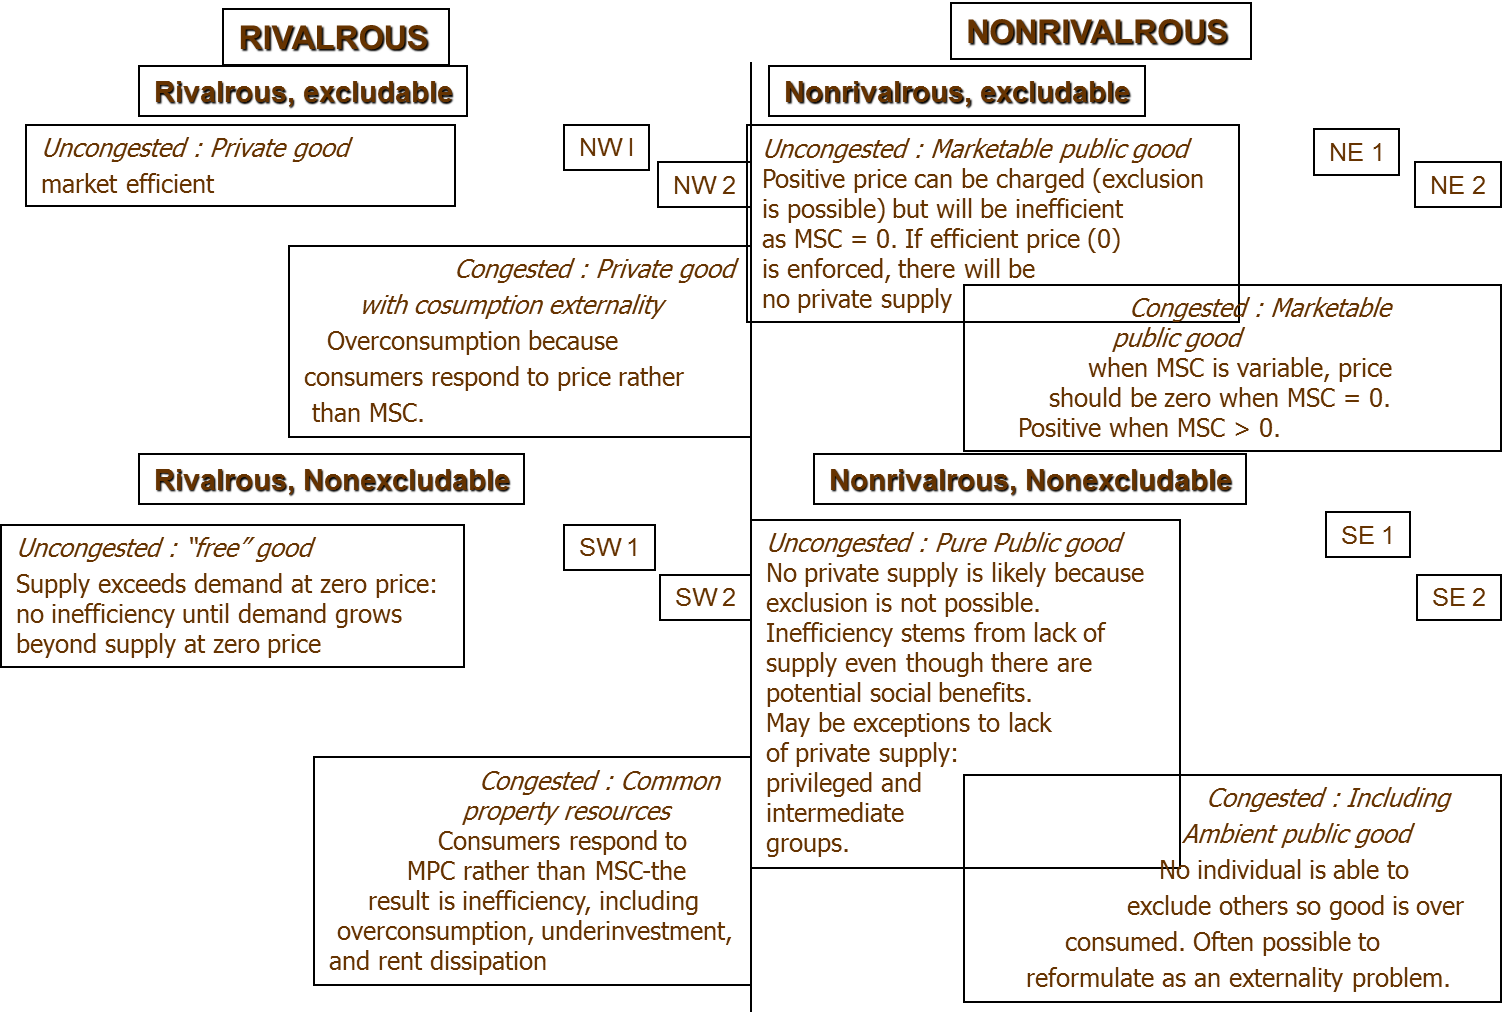 RIVALROUS
NONRIVALROUS
Rivalrous, excludable
Nonrivalrous, excludable
Uncongested : Private good
market efficient
NW I
NW 2
Uncongested : Marketable public good
Positive price can be charged (exclusion
is possible) but will be inefficient
as MSC = 0. If efficient price (0)
is enforced, there will be
no private supply
NE 1
NE 2
Congested : Private good
with cosumption externality
Overconsumption because
consumers respond to price rather
than MSC.
Congested : Marketable
public good
when MSC is variable, price
should be zero when MSC = 0.
Positive when MSC > 0.
Rivalrous, Nonexcludable
Nonrivalrous, Nonexcludable
Uncongested : “free” good
Supply exceeds demand at zero price:
no inefficiency until demand grows
beyond supply at zero price
SW 1
SW 2
Uncongested : Pure Public good
No private supply is likely because
exclusion is not possible.
Inefficiency stems from lack of
supply even though there are
potential social benefits.
May be exceptions to lack
of private supply:
privileged and
intermediate
groups.
SE 1
SE 2
Congested : Common
property resources
Consumers respond to
MPC rather than MSC-the
result is inefficiency, including
overconsumption, underinvestment,
and rent dissipation
Congested : Including
Ambient public good
No individual is able to
exclude others so good is over
consumed. Often possible to
reformulate as an externality problem.